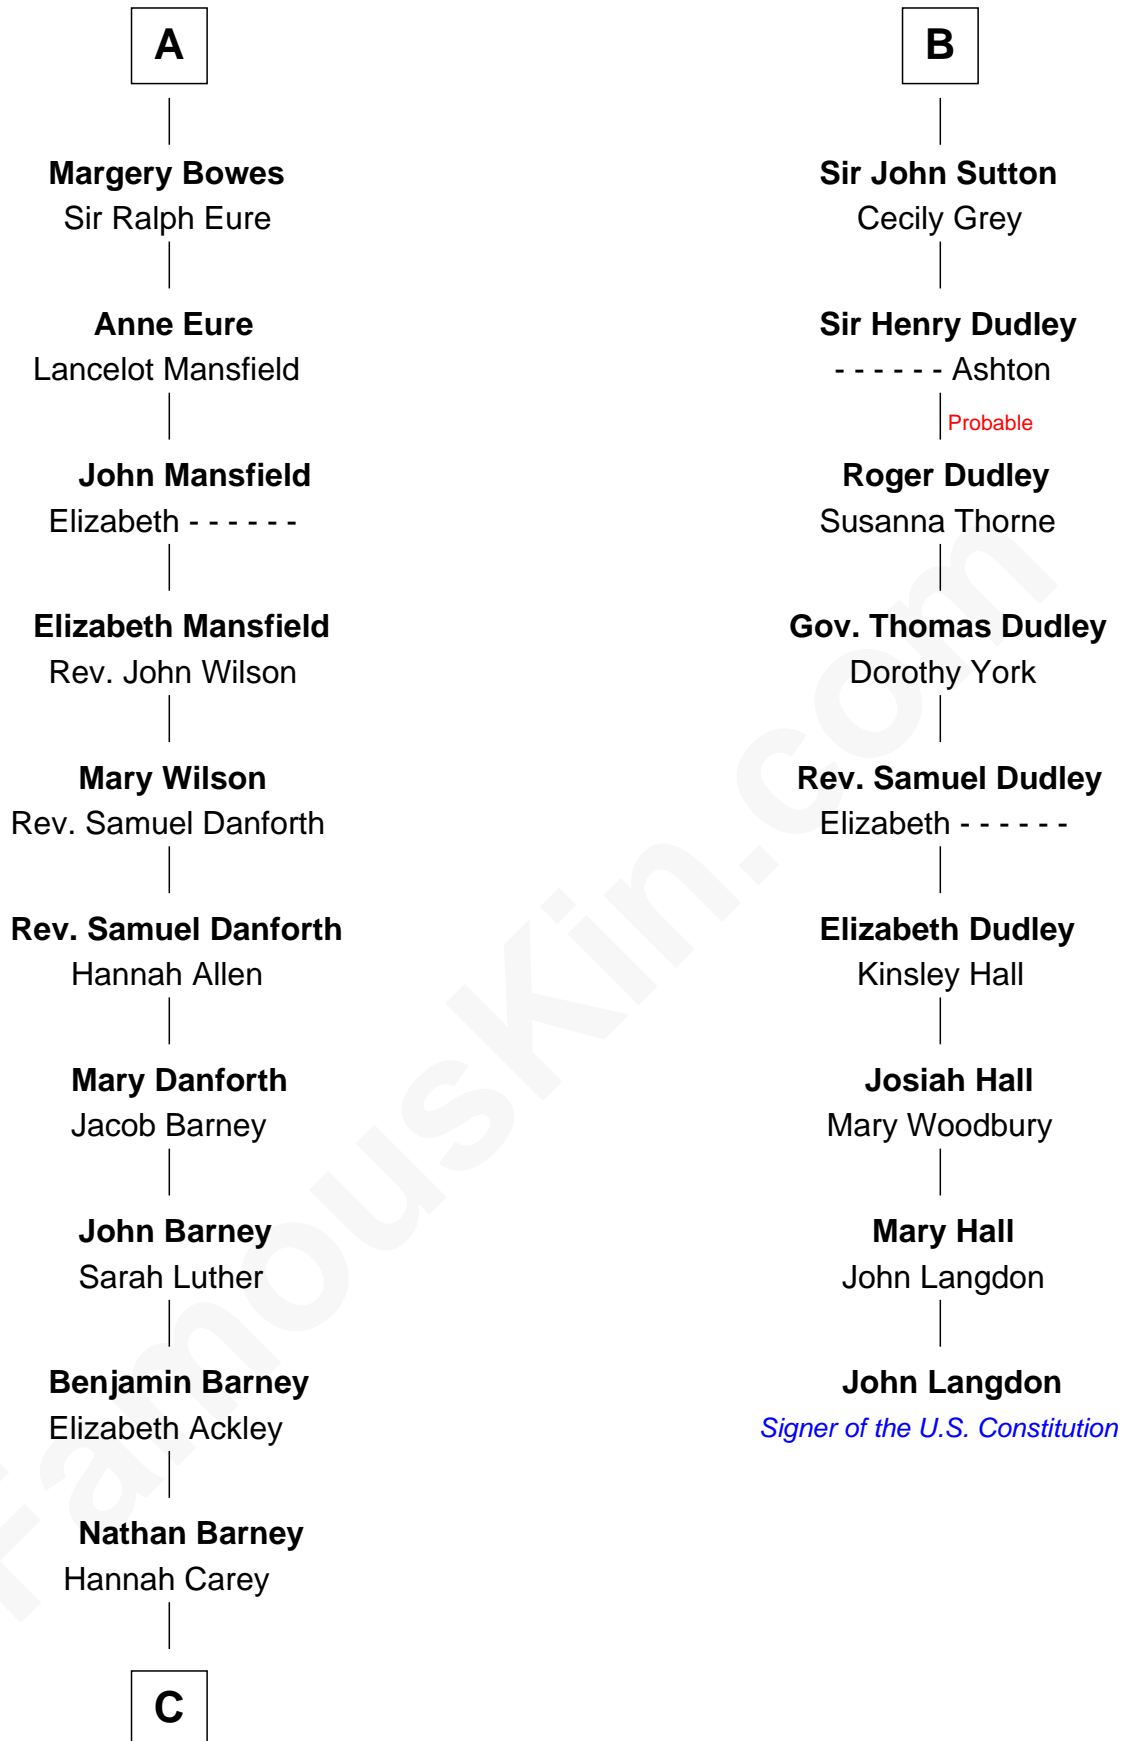 A
Margery Bowes
Sir Ralph Eure
Anne Eure
Lancelot Mansfield
John Mansfield
Elizabeth - - - - - -
Elizabeth Mansfield
Rev. John Wilson
Mary Wilson
Rev. Samuel Danforth
Rev. Samuel Danforth
Hannah Allen
Mary Danforth
Jacob Barney
John Barney
Sarah Luther
Benjamin Barney
Elizabeth Ackley
Nathan Barney
Hannah Carey
C
B
Sir John Sutton
Cecily Grey
Sir Henry Dudley
- - - - - - Ashton
Probable
Roger Dudley
Susanna Thorne
Gov. Thomas Dudley
Dorothy York
Rev. Samuel Dudley
Elizabeth - - - - - -
Elizabeth Dudley
Kinsley Hall
Josiah Hall
Mary Woodbury
Mary Hall
John Langdon
John Langdon
Signer of the U.S. Constitution
FamousKin.com